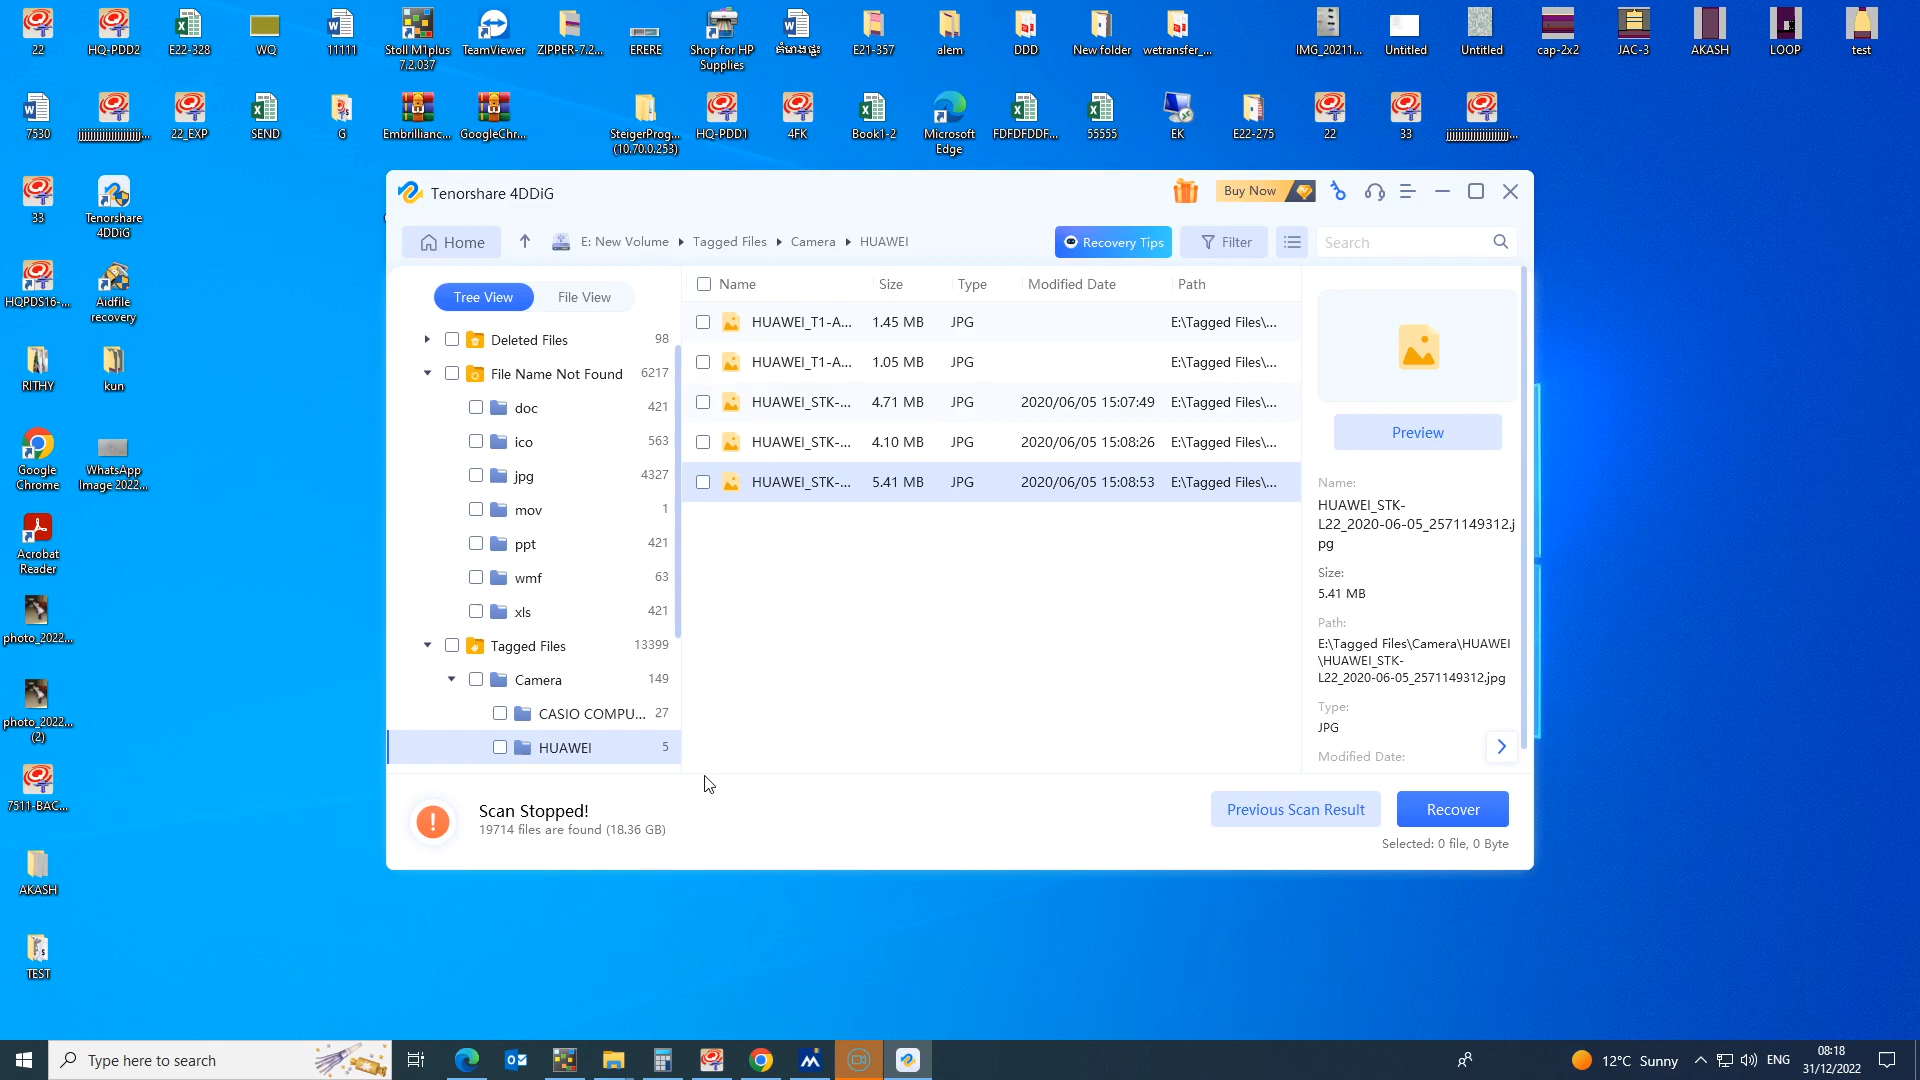 22
HQ-PDD2
E22-328
WQ
11111
Stoll M1plus
7.2.037
TeamViewer
ZIPPER-7.2...
ERERE
Shop for HP
Supplies
E21-357
alem
DDD
New folder
wetransfer_...
IMG_20211...
Untitled
Untitled
cap-2x2
JAC-3
AKASH
LOOP
test
7530
22_EXP
SEND
G
Embrillianc...
GoogleChr...
SteigerProg...
(10.70.0.253)
HQ-PDD1
4FK
Book1-2
Microsoft
Edge
FDFDFDDF...
55555
EK
E22-275
22
33
33
Tenorshare
4DDiG
HQPDS16-...
Aidfile
recovery
RITHY
kun
Google
Chrome
WhatsApp
Image 2022...
Acrobat
Reader
photo_2022...
photo_2022...
(2)
7511-BAC...
AKASH
TEST
Tenorshare 4DDiG
Buy Now
Home
E: New Volume
Tagged Files
Camera
HUAWEI
Recovery Tips
Filter
Search
Tree View
File View
Deleted Files 98
File Name Not Found 6217
doc 421
ico 563
jpg 4327
mov 1
ppt 421
wmf 63
xls 421
Tagged Files 13399
Camera 149
CASIO COMPU... 27
HUAWEI 5
Name Size Type Modified Date Path
HUAWEI_T1-A... 1.45 MB JPG E:\Tagged Files\...
HUAWEI_T1-A... 1.05 MB JPG E:\Tagged Files\...
HUAWEI_STK-... 4.71 MB JPG 2020/06/05 15:07:49 E:\Tagged Files\...
HUAWEI_STK-... 4.10 MB JPG 2020/06/05 15:08:26 E:\Tagged Files\...
HUAWEI_STK-... 5.41 MB JPG 2020/06/05 15:08:53 E:\Tagged Files\...
Preview
Name:
HUAWEI_STK-
L22_2020-06-05_2571149312.j
pg
Size:
5.41 MB
Path:
E:\Tagged Files\Camera\HUAWEI
\HUAWEI_STK-
L22_2020-06-05_2571149312.jpg
Type:
JPG
Modified Date:
Scan Stopped!
19714 files are found (18.36 GB)
Previous Scan Result
Recover
Selected: 0 file, 0 Byte
Type here to search
12°C Sunny
ENG
08:18
31/12/2022